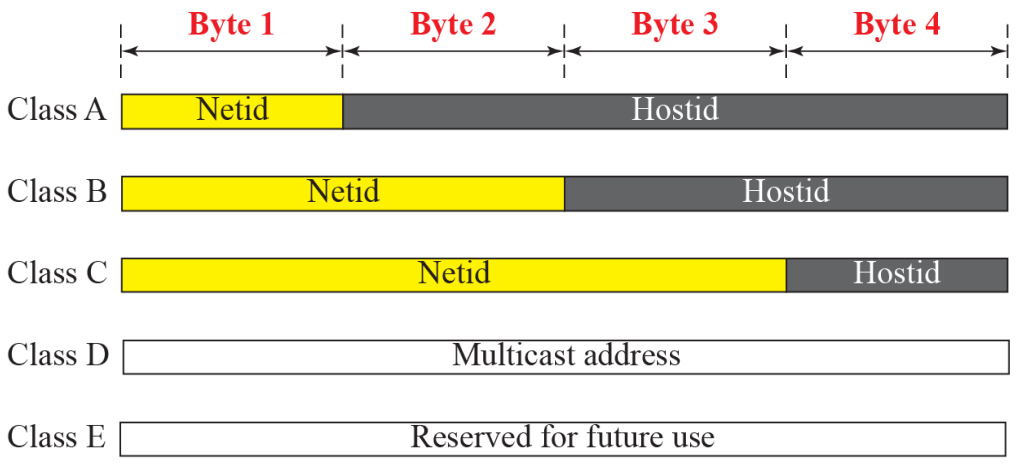 Byte 1 Byte 2 Byte 3 Byte 4
Class A Netid Hostid
Class B Netid Hostid
Class C Netid Hostid
Class D Multicast address
Class E Reserved for future use